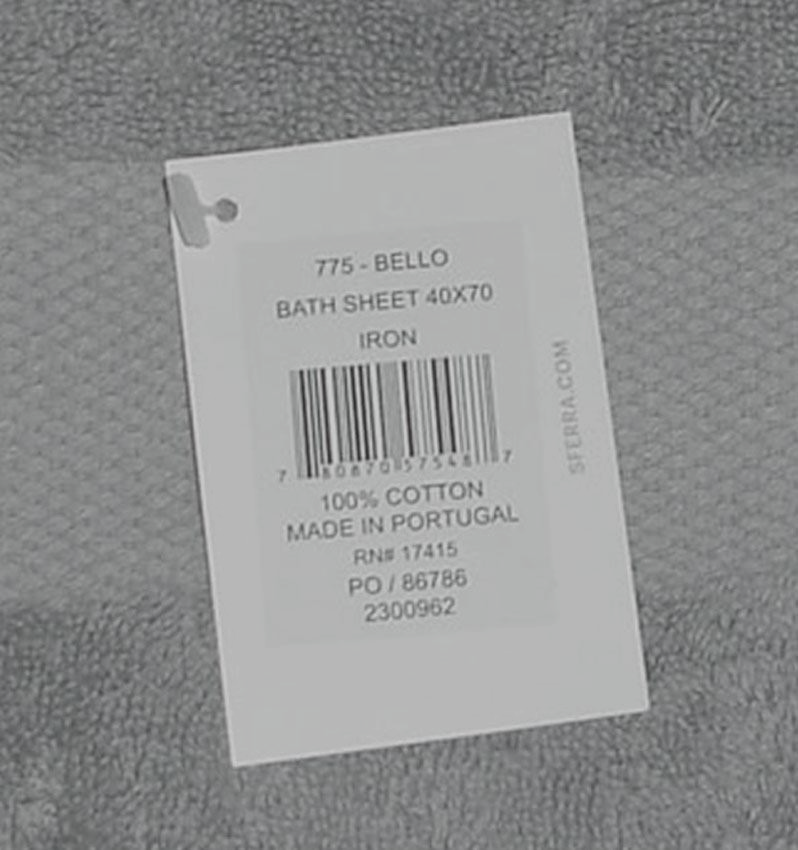 775 - BELLO
BATH SHEET 40X70
IRON
7 80870 57548 7
100% COTTON
MADE IN PORTUGAL
RN# 17415
PO / 86786
2300962
SFERRA.COM